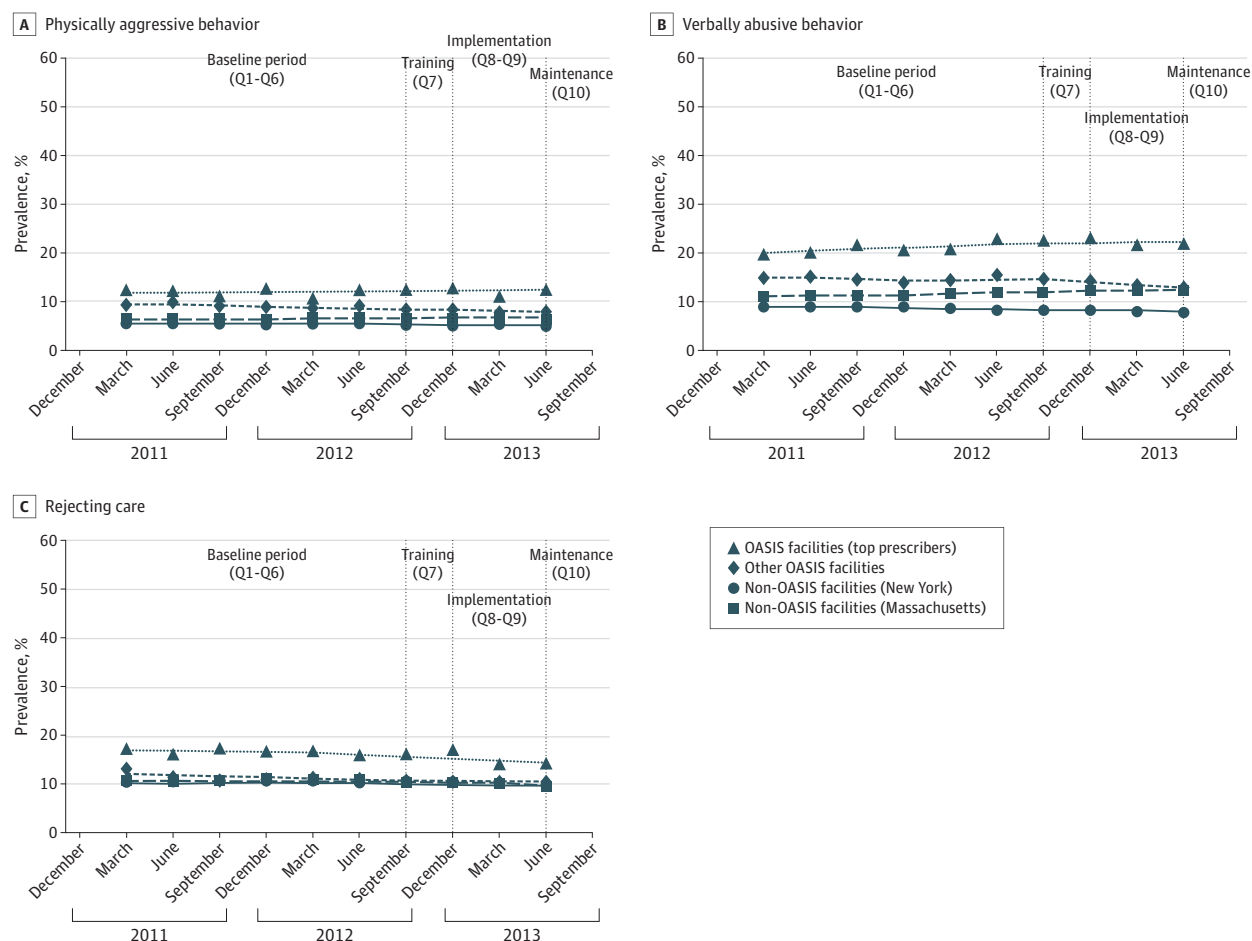 A Physically aggressive behavior
Prevalence, %
60
50
40
30
20
10
0
Baseline period
(Q1-Q6)
Training
(Q7)
Implementation
(Q8-Q9)
Maintenance
(Q10)
December
March
June
September
December
March
June
September
December
March
June
September
2011
2012
2013
B Verbally abusive behavior
Prevalence, %
60
50
40
30
20
10
0
Baseline period
(Q1-Q6)
Training
(Q7)
Implementation
(Q8-Q9)
Maintenance
(Q10)
December
March
June
September
December
March
June
September
December
March
June
September
2011
2012
2013
C Rejecting care
Prevalence, %
60
50
40
30
20
10
0
Baseline period
(Q1-Q6)
Training
(Q7)
Implementation
(Q8-Q9)
Maintenance
(Q10)
December
March
June
September
December
March
June
September
December
March
June
September
2011
2012
2013
OASIS facilities (top prescribers)
Other OASIS facilities
Non-OASIS facilities (New York)
Non-OASIS facilities (Massachusetts)